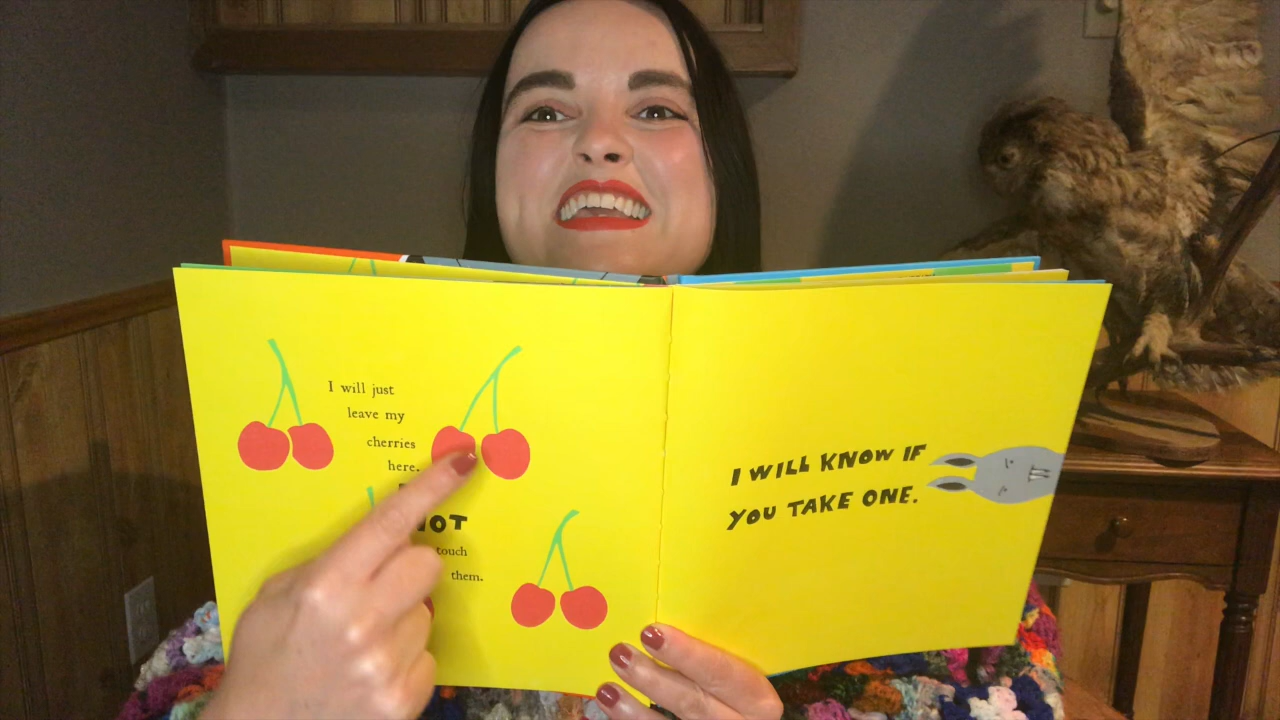 I will just
leave my
cherries
here.
NOT
touch
them.
I WILL KNOW IF
YOU TAKE ONE.